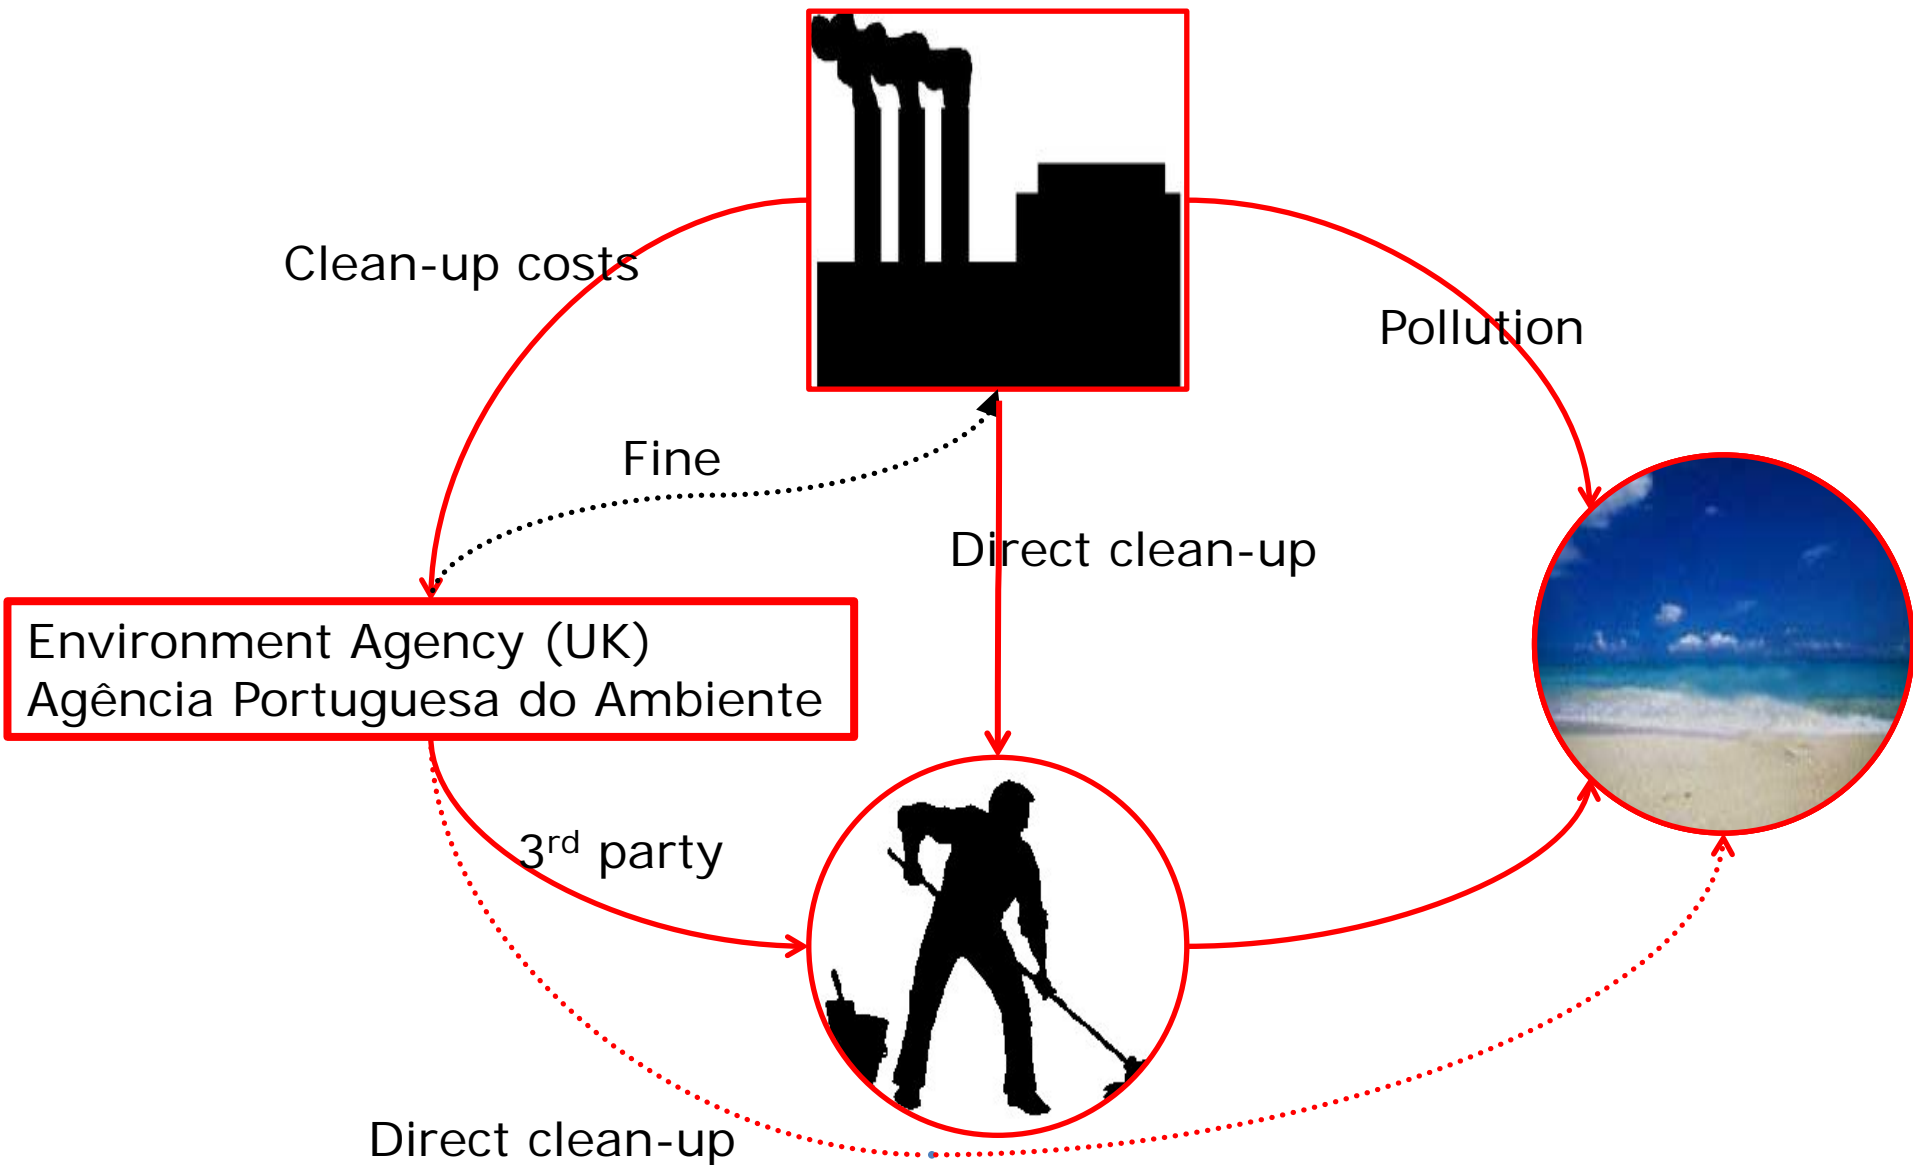 Clean-up costs
Pollution
Fine
Direct clean-up
Environment Agency (UK)
Agência Portuguesa do Ambiente
3rd party
Direct clean-up